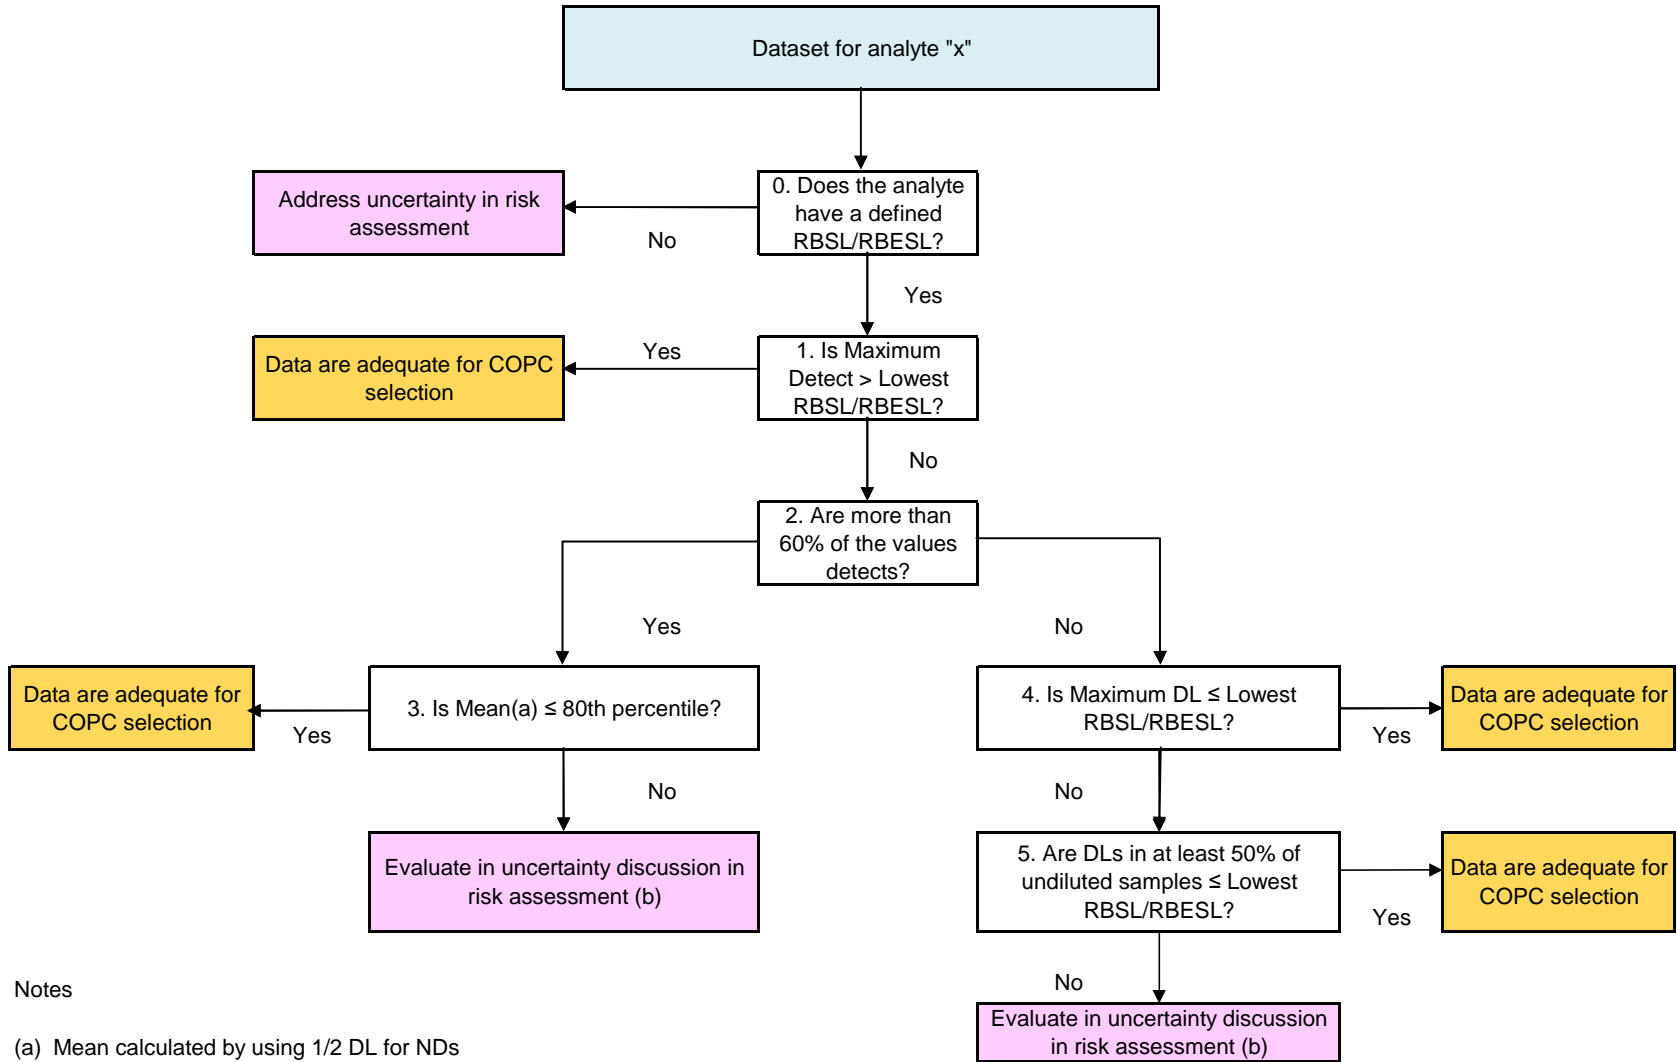 Dataset for analyte "x"
Address uncertainty in risk
assessment
No
0. Does the analyte
have a defined
RBSL/RBESL?
Yes
Data are adequate for COPC
selection
Yes
1. Is Maximum
Detect > Lowest
RBSL/RBESL?
No
2. Are more than
60% of the values
detects?
Yes
No
Data are adequate for
COPC selection
Yes
3. Is Mean(a) ≤ 80th percentile?
4. Is Maximum DL ≤ Lowest
RBSL/RBESL?
Yes
Data are adequate for
COPC selection
No
No
Evaluate in uncertainty discussion in
risk assessment (b)
5. Are DLs in at least 50% of
undiluted samples ≤ Lowest
RBSL/RBESL?
Yes
Data are adequate for
COPC selection
No
Evaluate in uncertainty discussion
in risk assessment (b)
Notes
(a) Mean calculated by using 1/2 DL for NDs